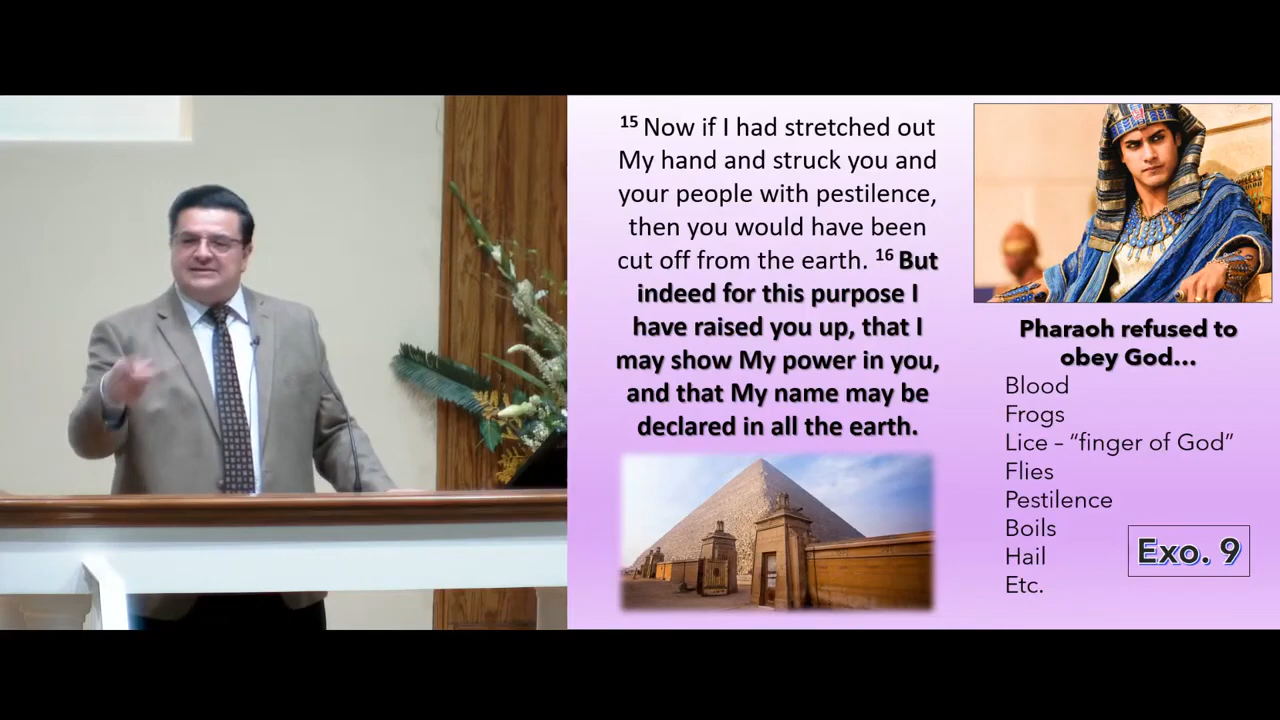 15 Now if I had stretched out
My hand and struck you and
your people with pestilence,
then you would have been
cut off from the earth. 16 But
indeed for this purpose I
have raised you up, that I
may show My power in you,
and that My name may be
declared in all the earth.
Pharaoh refused to
obey God...
Blood
Frogs
Lice – “finger of God”
Flies
Pestilence
Boils
Hail
Etc.
Exo. 9